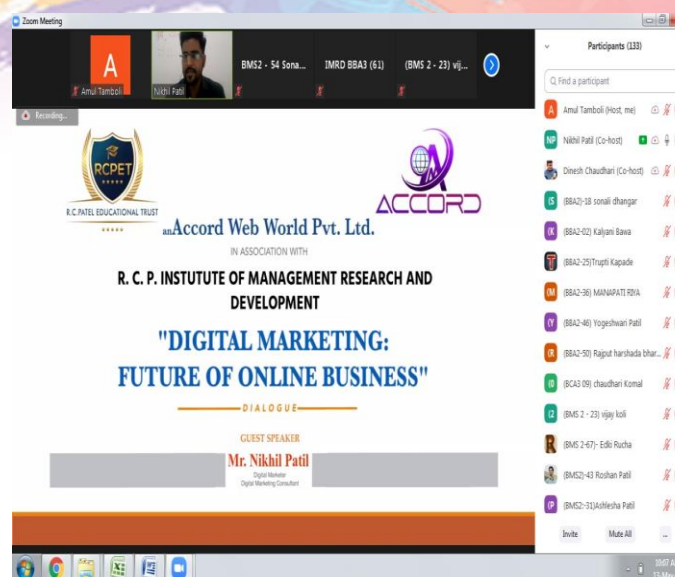 Zoom Meeting
A
Amul Tamboli
Nikhil Patil
BMS2 - 54 Sona...
IMRD BBA3 (61)
(BMS 2 - 23) vij...
Recording...
RCPET
R.C.PATEL EDUCATIONAL TRUST
ACCORD
anAccord Web World Pvt. Ltd.
IN ASSOCIATION WITH
R. C. P. INSTUTUTE OF MANAGEMENT RESEARCH AND
DEVELOPMENT
"DIGITAL MARKETING:
FUTURE OF ONLINE BUSINESS"
DIALOGUE
GUEST SPEAKER
Mr. Nikhil Patil
Digital Marketer
Digital Marketing Consultant
Participants (133)
Find a participant
A Amul Tamboli (Host, me)
NP Nikhil Patil (Co-host)
Dinesh Chaudhari (Co-host)
(S (BBA2)-18 sonali dhangar
(K (BBA2-02) Kalyani Bawa
(BBA2-25)Trupti Kapade
(M (BBA2-36) MANAPATI RIYA
(Y (BBA2-46) Yogeshwari Patil
(R (BBA2-50) Rajput harshada bhar...
(0 (BCA3 09) chaudhari Komal
(2 (BMS 2 - 23) vijay koli
(BMS 2-67)- Edki Rucha
(BMS2)-43 Roshan Patil
(P (BMS2:-31)Ashlesha Patil
Invite
Mute All
...